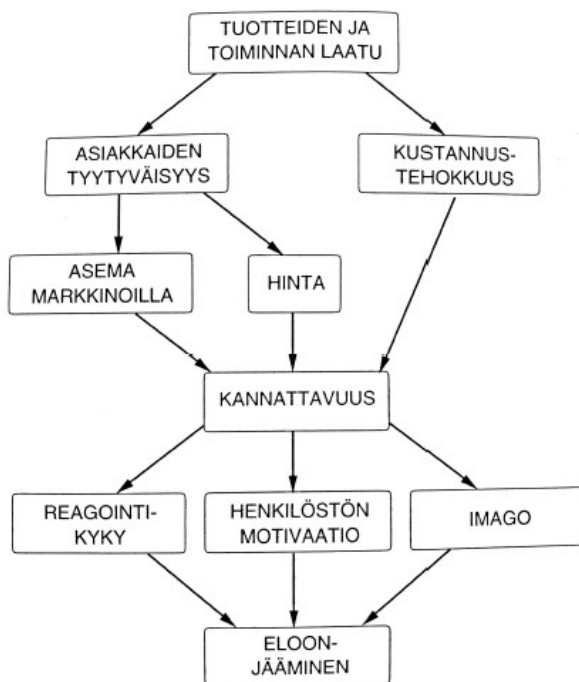 TUOTTEIDEN JA
TOIMINNAN LAATU
ASIAKKAIDEN
TYYTYVÄISYYS
KUSTANNUS-
TEHOKKUUS
ASEMA
MARKKINOILLA
HINTA
KANNATTAVUUS
REAGOINTI-
KYKY
HENKILÖSTÖN
MOTIVAATIO
IMAGO
ELOON-
JÄÄMINEN